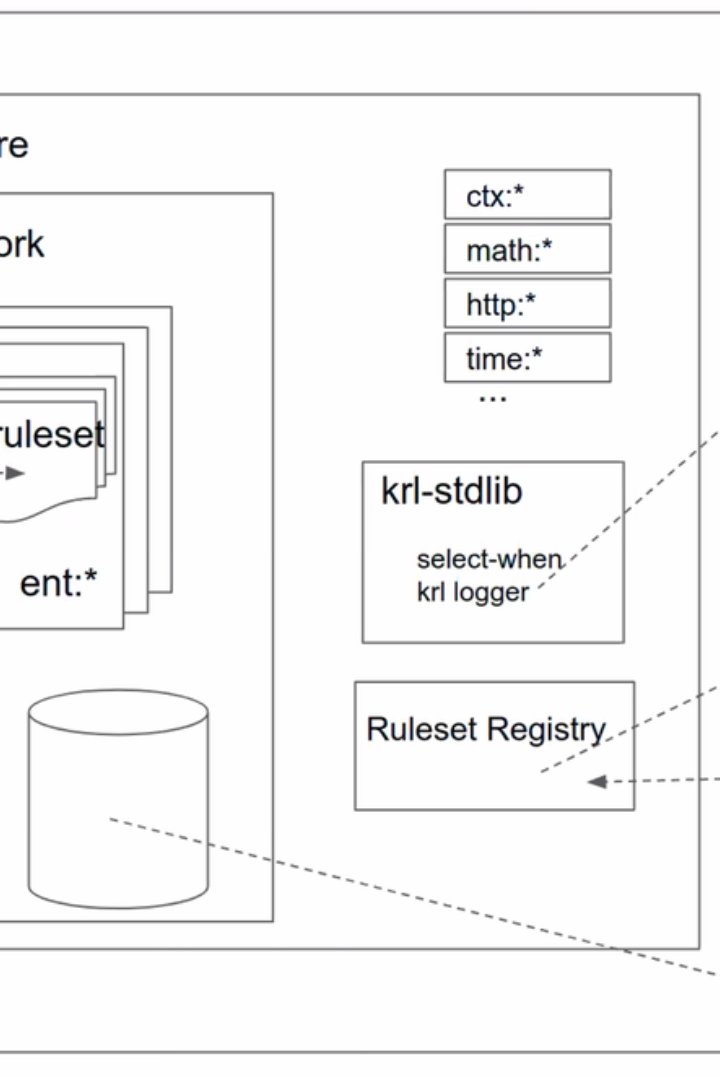 re
ork
ruleset
ent:*
ctx:*
math:*
http:*
time:*
...
krl-stdlib
select-when
krl logger
Ruleset Registry